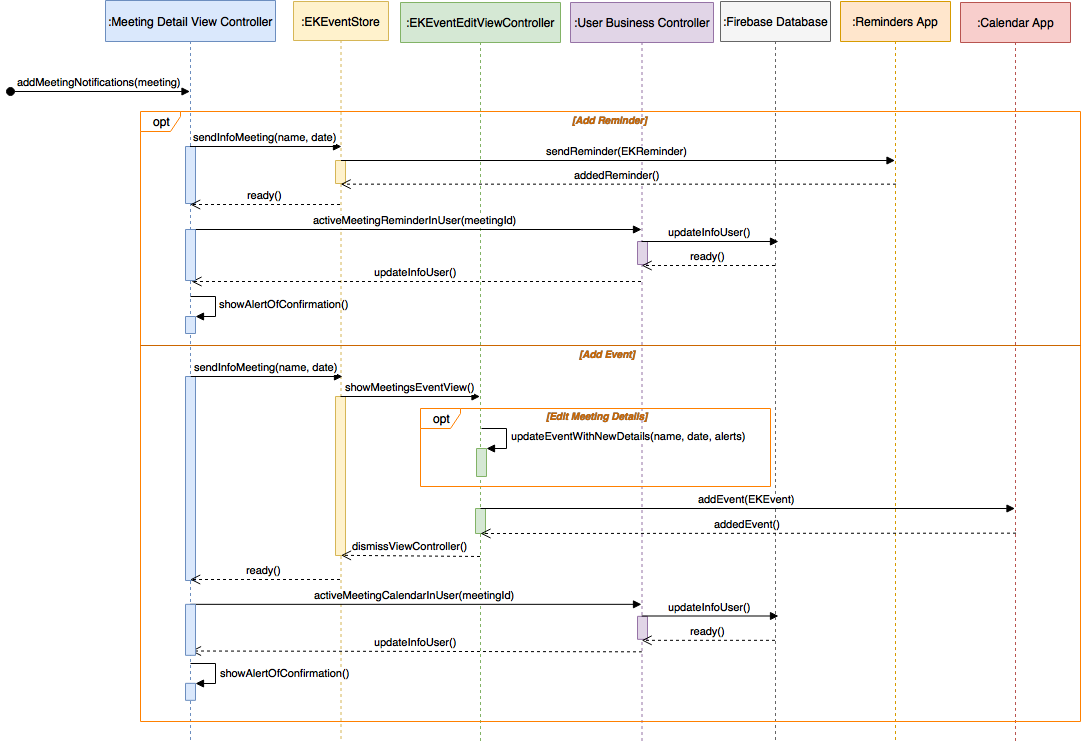 :Meeting Detail View Controller
:EKEventStore
:EKEventEditViewController
:User Business Controller
:Firebase Database
:Reminders App
:Calendar App
addMeetingNotifications(meeting)
opt
[Add Reminder]
sendInfoMeeting(name, date)
sendReminder(EKReminder)
addedReminder()
ready()
activeMeetingReminderInUser(meetingId)
updateInfoUser()
ready()
updateInfoUser()
showAlertOfConfirmation()
[Add Event]
sendInfoMeeting(name, date)
showMeetingsEventView()
opt
[Edit Meeting Details]
updateEventWithNewDetails(name, date, alerts)
addEvent(EKEvent)
addedEvent()
dismissViewController()
ready()
activeMeetingCalendarInUser(meetingId)
updateInfoUser()
ready()
updateInfoUser()
showAlertOfConfirmation()